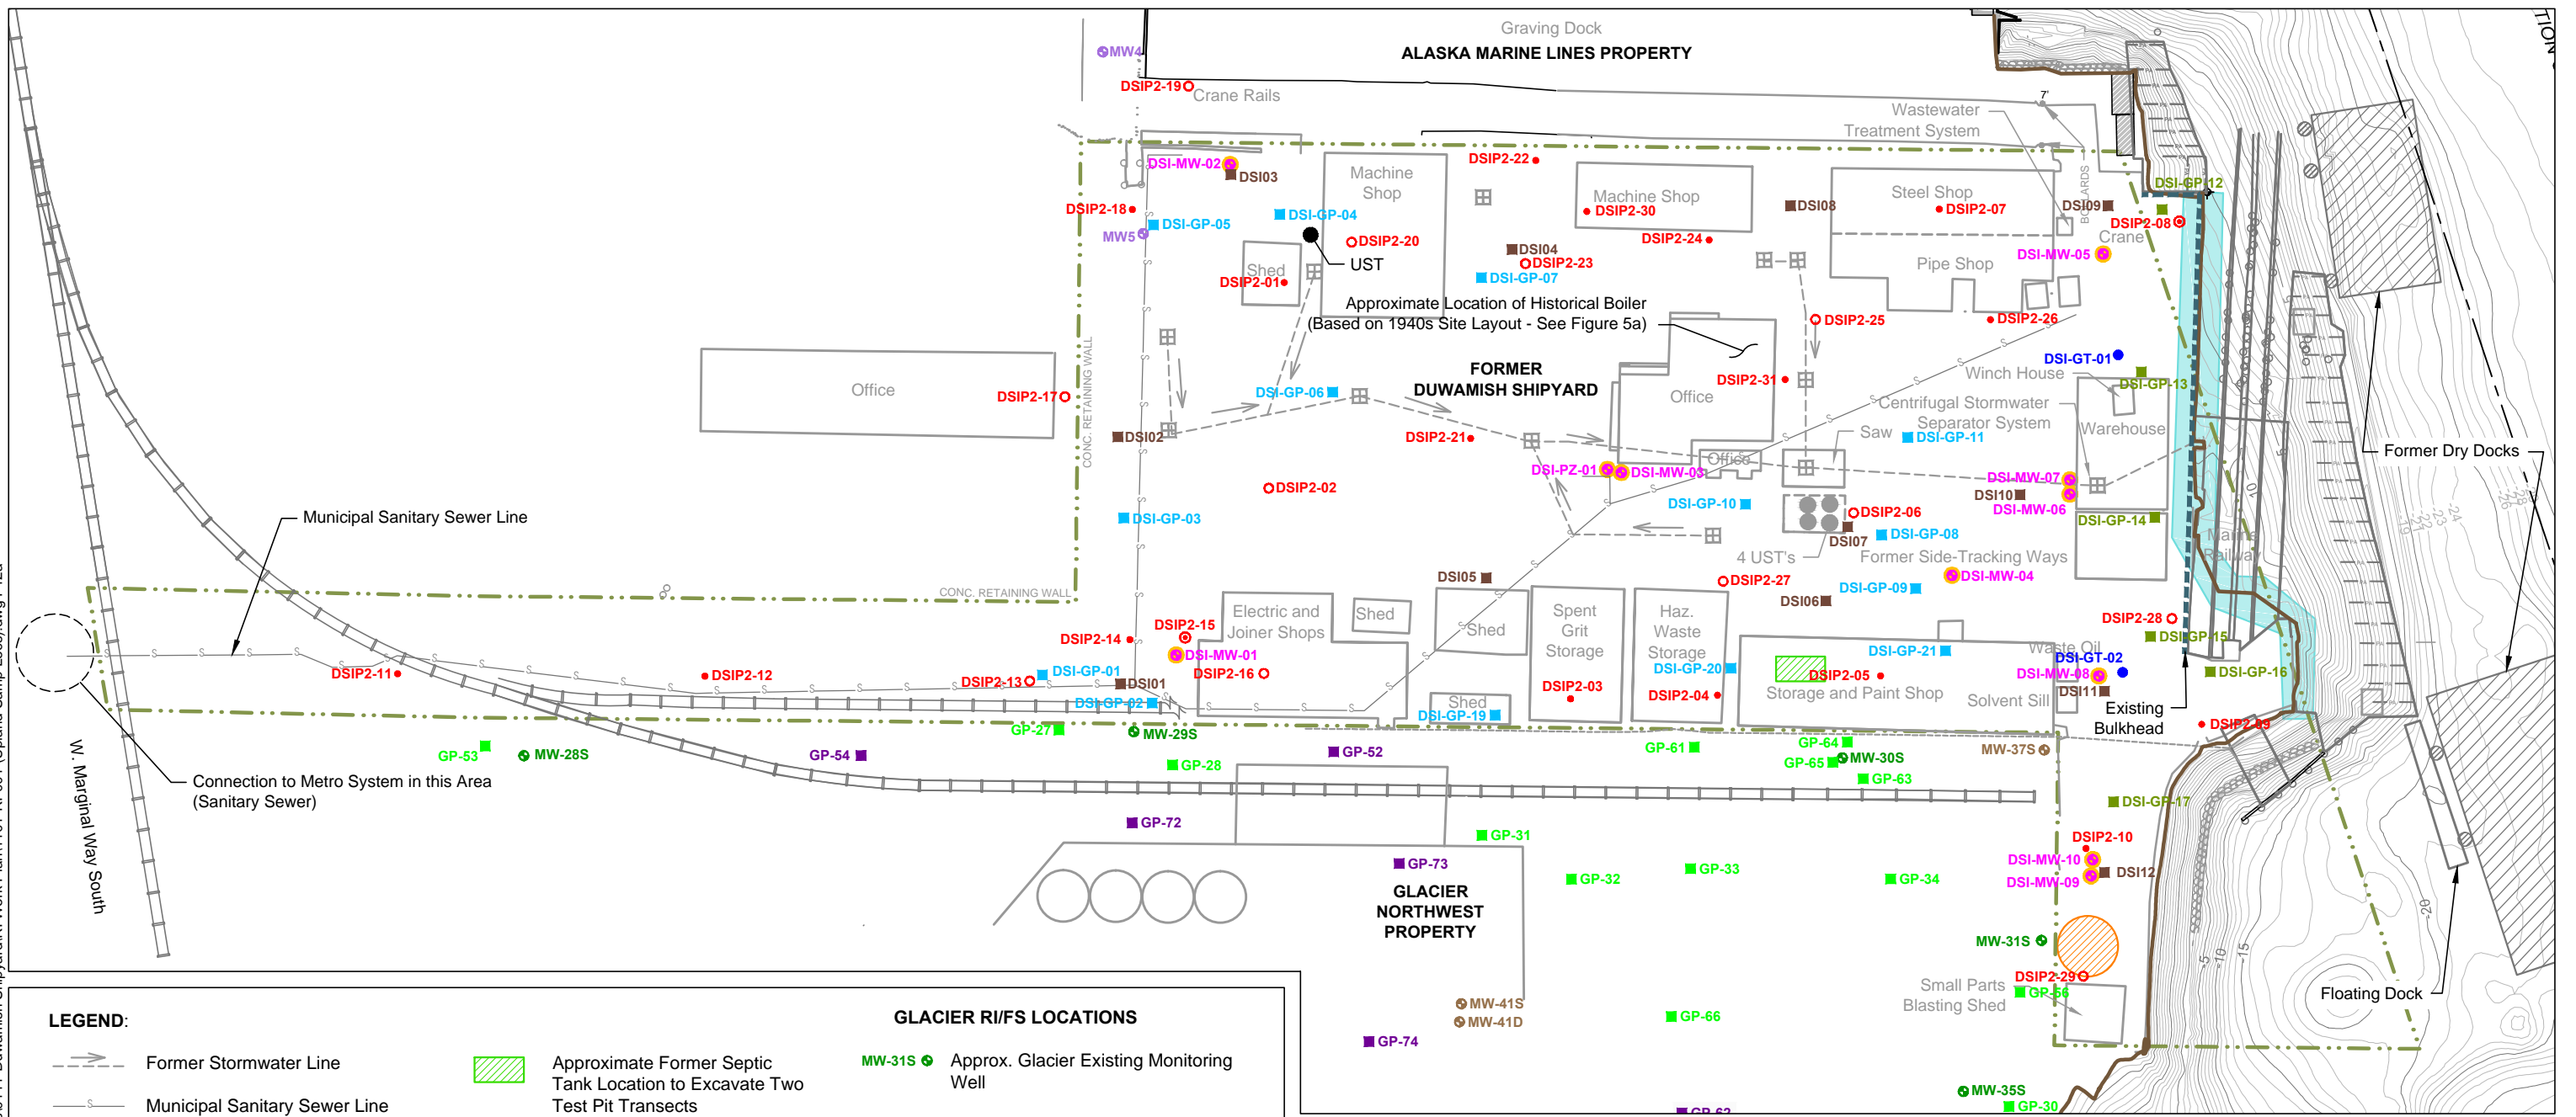 Graving Dock
ALASKA MARINE LINES PROPERTY
MW4
DSIP2-19
Crane Rails
7'
Wastewater
Treatment System
DSI-MW-02
DSI03
Machine
Shop
DSIP2-22
Machine Shop
Steel Shop
BOLLARDS
DSI-GP-12
DSIP2-18
DSI-GP-05
DSI-GP-04
MW5
DSIP2-20
UST
DSIP2-30
DSI08
DSIP2-07
DSI09
DSIP2-08
Crane
DSI04
DSIP2-24
DSIP2-23
DSI-GP-07
Pipe Shop
DSI-MW-05
Shed
DSIP2-01
Approximate Location of Historical Boiler
(Based on 1940s Site Layout - See Figure 5a)
DSIP2-25
DSIP2-26
DSI-GT-01
Winch House
DSI-GP-13
FORMER
DUWAMISH SHIPYARD
Office
DSIP2-17
CONC. RETAINING WALL
DSI-GP-06
DSIP2-31
Office
Centrifugal Stormwater
Separator System
Warehouse
DSI02
DSIP2-21
Saw
DSI-GP-11
Former Dry Docks
DSI-PZ-01
DSI-MW-03
Office
DSI-MW-07
DSIP2-02
DSI10
DSI-MW-06
DSI-GP-03
DSI-GP-10
DSIP2-06
DSI-GP-14
Municipal Sanitary Sewer Line
DSI07
DSI-GP-08
Marine
Railway
4 UST's
Former Side-Tracking Ways
DSI05
DSIP2-27
DSI-GP-09
DSI-MW-04
CONC. RETAINING WALL
DSI06
Electric and
Joiner Shops
Shed
Shed
Spent
Grit
Storage
Haz.
Waste
Storage
DSIP2-28
DSI-GP-15
DSIP2-14
DSIP2-15
DSI-MW-01
DSI-GP-21
Waste Oil
DSI-GT-02
DSIP2-11
DSIP2-12
DSIP2-13
DSI-GP-01
DSI01
DSIP2-16
DSI-GP-20
DSIP2-05
DSI-MW-08
DSI-GP-16
DSI-GP-02
Shed
DSI-GP-19
DSIP2-03
DSIP2-04
Storage and Paint Shop
Solvent Sill
DSI11
Existing
Bulkhead
DSIP2-09
W. Marginal Way South
GP-53
MW-28S
GP-54
GP-27
MW-29S
GP-28
GP-52
GP-61
GP-64
GP-65
MW-30S
GP-63
MW-37S
Connection to Metro System in this Area
(Sanitary Sewer)
DSI-GP-17
GP-72
GP-31
DSIP2-10
GP-73
DSI-MW-10
DSI-MW-09
DSI12
GP-32
GP-33
GP-34
GLACIER
NORTHWEST
PROPERTY
MW-31S
DSIP2-29
Small Parts
Blasting Shed
GP-56
Floating Dock
-5
-10
-15
-20
MW-41S
MW-41D
GP-66
GP-74
MW-35S
GP-30
GP-62
LEGEND:
Former Stormwater Line
Municipal Sanitary Sewer Line
Approximate Former Septic
Tank Location to Excavate Two
Test Pit Transects
GLACIER RI/FS LOCATIONS
MW-31S
Approx. Glacier Existing Monitoring
Well